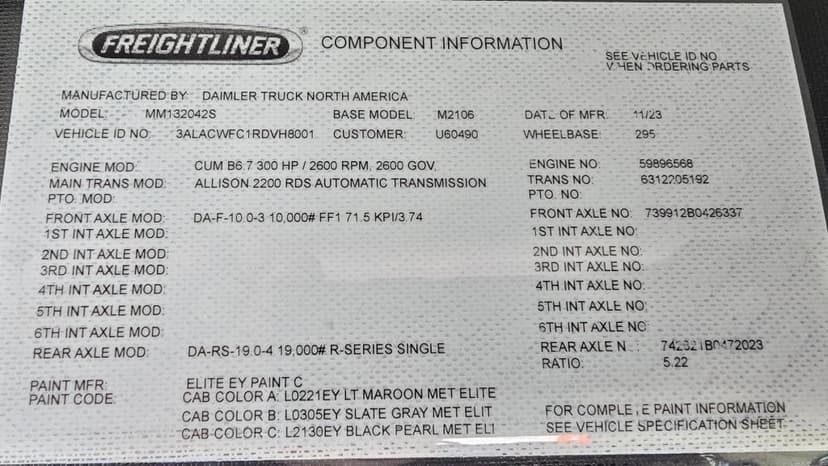 FREIGHTLINER ® COMPONENT INFORMATION
SEE VEHICLE ID NO
WHEN ORDERING PARTS
MANUFACTURED BY: DAIMLER TRUCK NORTH AMERICA
MODEL: MM132042S BASE MODEL: M2106 DATE OF MFR: 11/23
VEHICLE ID NO: 3ALACWFC1RDVH8001 CUSTOMER: U60490 WHEELBASE: 295
ENGINE MOD: CUM B6.7 300 HP / 2600 RPM, 2600 GOV, ENGINE NO: 59896568
MAIN TRANS MOD: ALLISON 2200 RDS AUTOMATIC TRANSMISSION TRANS NO: 6312205192
PTO. MOD: PTO. NO:
FRONT AXLE MOD: DA-F-10.0-3 10,000# FF1 71.5 KPI/3.74 FRONT AXLE NO: 739912B0426337
1ST INT AXLE MOD: 1ST INT AXLE NO:
2ND INT AXLE MOD: 2ND INT AXLE NO:
3RD INT AXLE MOD: 3RD INT AXLE NO:
4TH INT AXLE MOD: 4TH INT AXLE NO:
5TH INT AXLE MOD: 5TH INT AXLE NO:
6TH INT AXLE MOD: 6TH INT AXLE NO:
REAR AXLE MOD: DA-RS-19.0-4 19,000# R-SERIES SINGLE REAR AXLE N
RATIO: 5.22
PAINT MFR: ELITE EY PAINT C
PAINT CODE: CAB COLOR A: L0221EY LT MAROON MET ELITE
CAB COLOR B: L0305EY SLATE GRAY MET ELIT FOR COMPLETE PAINT INFORMATION
CAB COLOR C: L2130EY BLACK PEARL MET ELI SEE VEHICLE SPECIFICATION SHEET